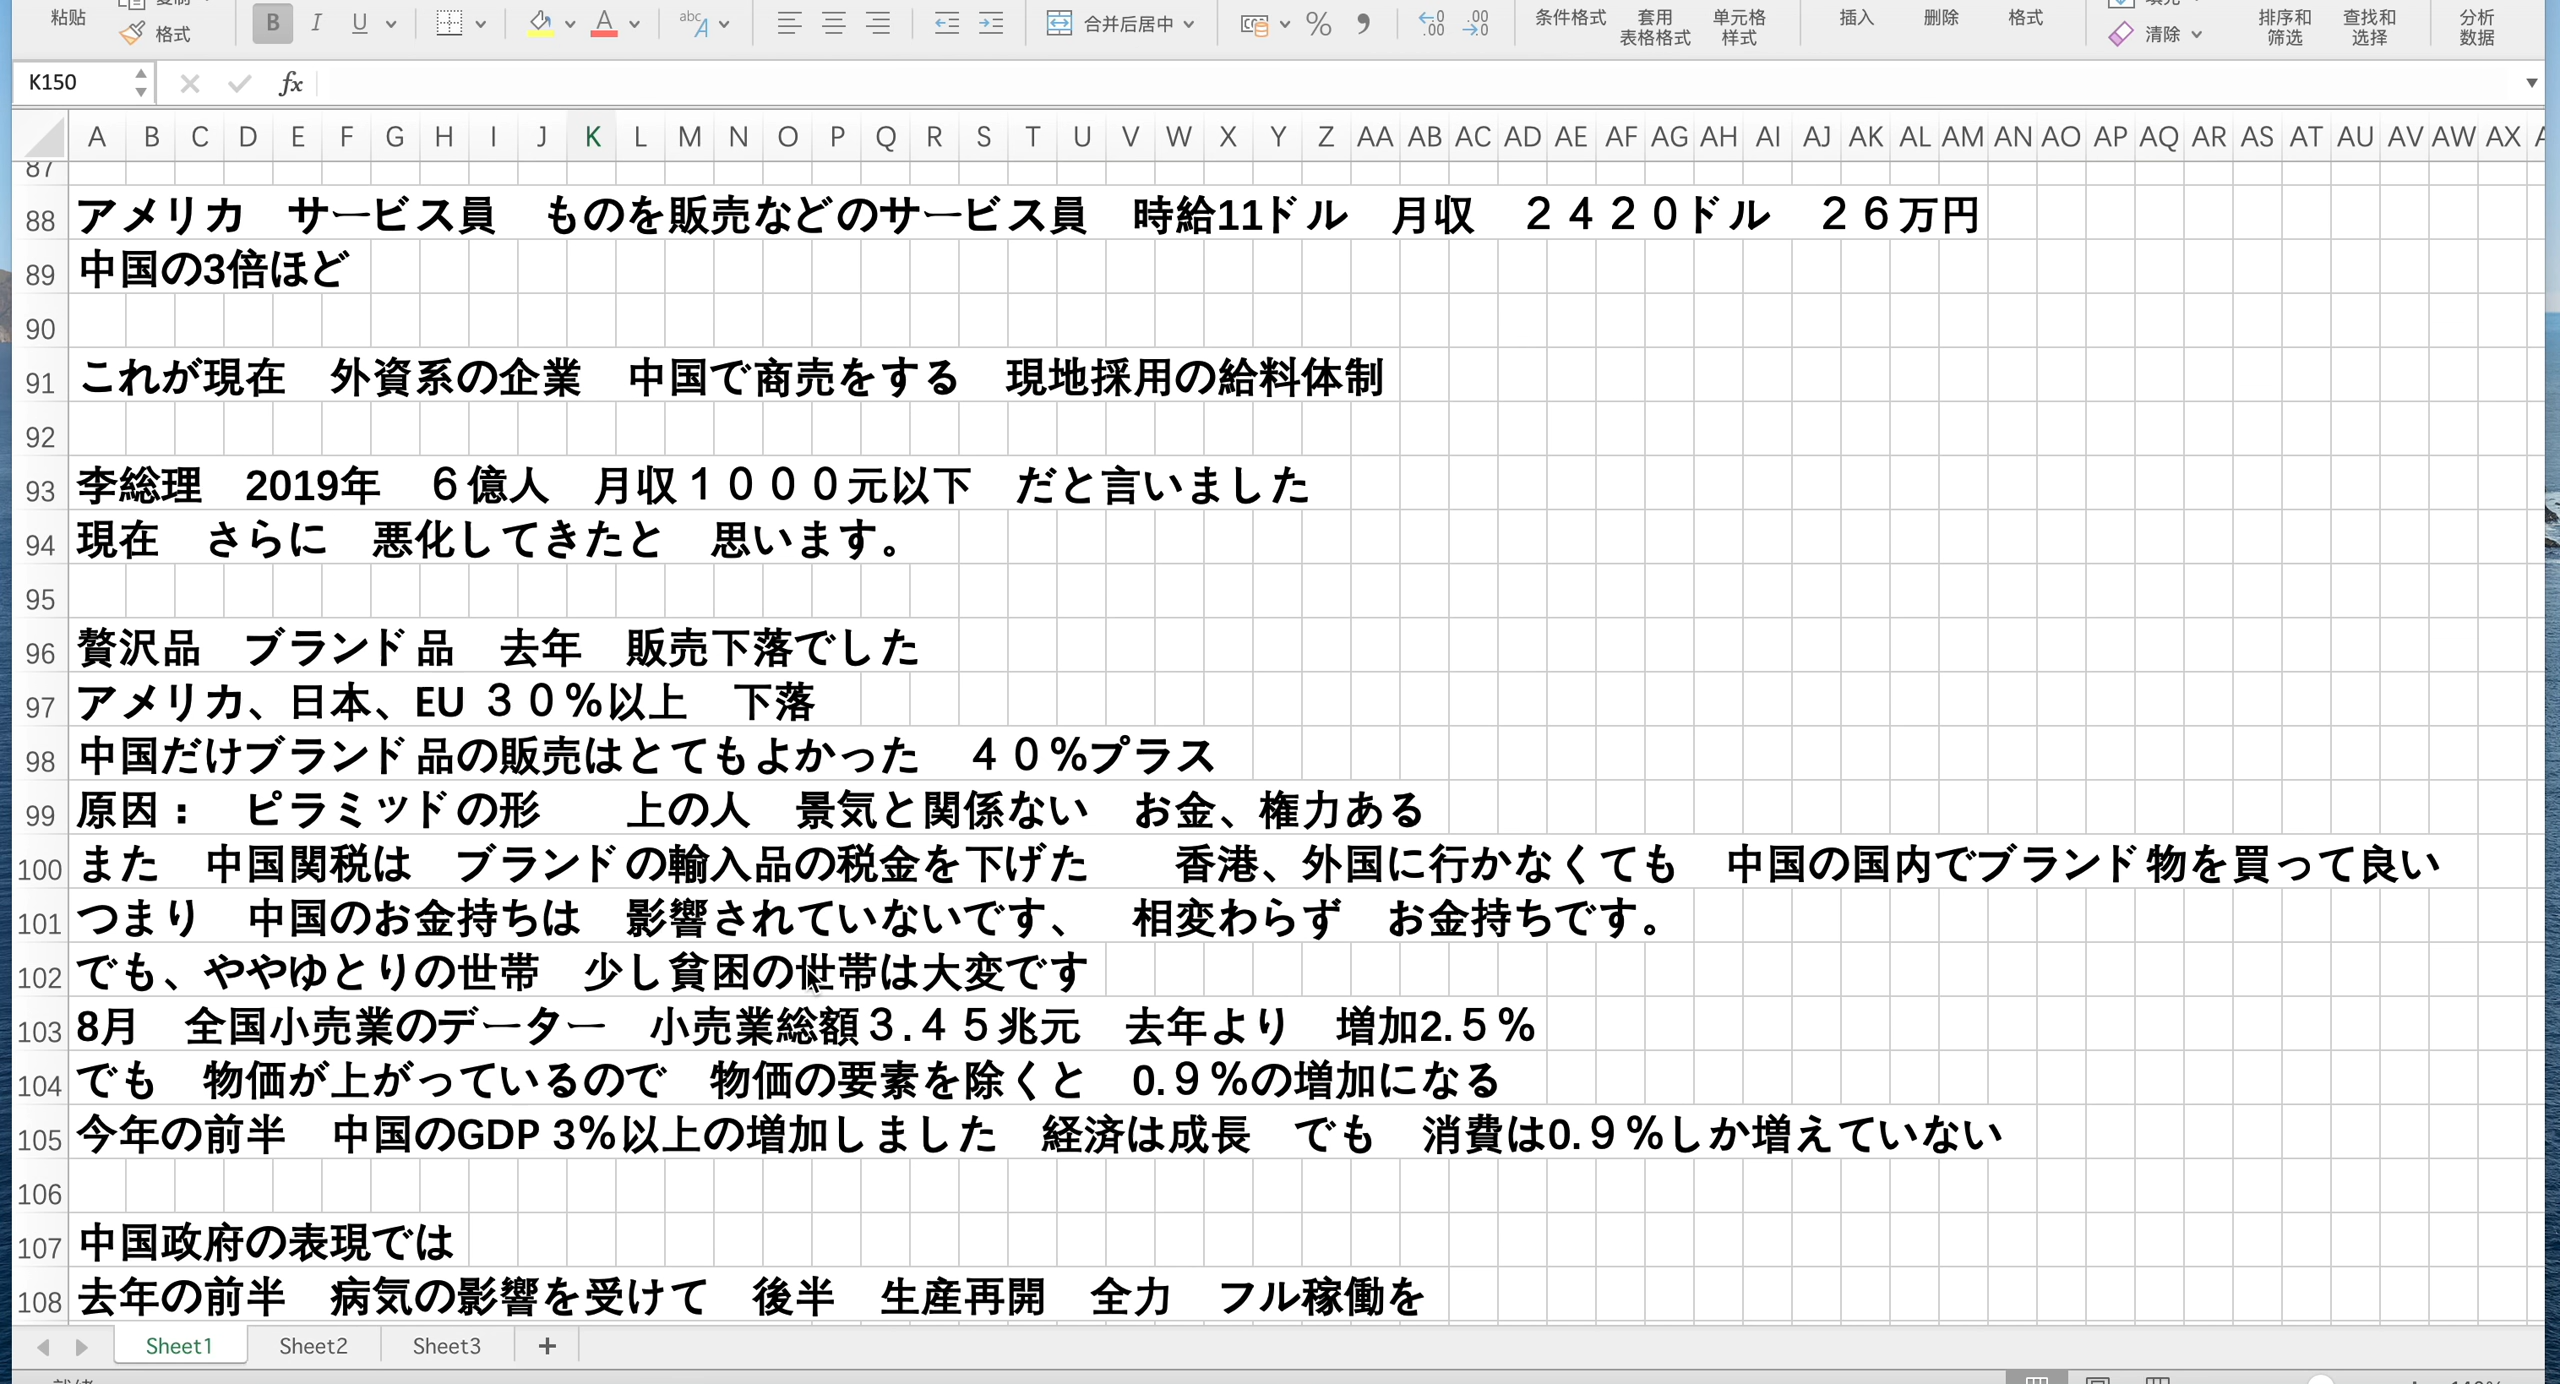 粘贴
格式
B I U
abc A
合并后居中
%
条件格式
套用
表格格式
单元格
样式
插入
删除
格式
清除
排序和
筛选
查找和
选择
分析
数据
K150
fx
A B C D E F G H I J K L M N O P Q R S T U V W X Y Z AA AB AC AD AE AF AG AH AI AJ AK AL AM AN AO AP AQ AR AS AT AU AV AW AX
87
88 アメリカ　サービス員　ものを販売などのサービス員　時給11ドル　月収　２４２０ドル　２６万円
89 中国の3倍ほど
90
91 これが現在　外資系の企業　中国で商売をする　現地採用の給料体制
92
93 李総理　2019年　６億人　月収１０００元以下　だと言いました
94 現在　さらに　悪化してきたと　思います。
95
96 贅沢品　ブランド品　去年　販売下落でした
97 アメリカ、日本、EU ３０％以上　下落
98 中国だけブランド品の販売はとてもよかった　４０％プラス
99 原因：　ピラミッドの形　　上の人　景気と関係ない　お金、権力ある
100 また　中国関税は　ブランドの輸入品の税金を下げた　　香港、外国に行かなくても　中国の国内でブランド物を買って良い
101 つまり　中国のお金持ちは　影響されていないです、　相変わらず　お金持ちです。
102 でも、ややゆとりの世帯　少し貧困の世帯は大変です
103 8月　全国小売業のデーター　小売業総額３.４５兆元　去年より　増加2.５％
104 でも　物価が上がっているので　物価の要素を除くと　0.９％の増加になる
105 今年の前半　中国のGDP 3％以上の増加しました　経済は成長　でも　消費は0.９％しか増えていない
106
107 中国政府の表現では
108 去年の前半　病気の影響を受けて　後半　生産再開　全力　フル稼働を
Sheet1 Sheet2 Sheet3 +